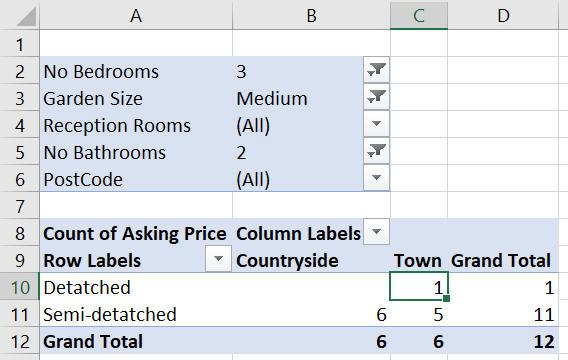 A B C D
1
2 No Bedrooms 3
3 Garden Size Medium
4 Reception Rooms (All)
5 No Bathrooms 2
6 PostCode (All)
7
8 Count of Asking Price Column Labels
9 Row Labels Countryside Town Grand Total
10 Detatched 1 1
11 Semi-detatched 6 5 11
12 Grand Total 6 6 12